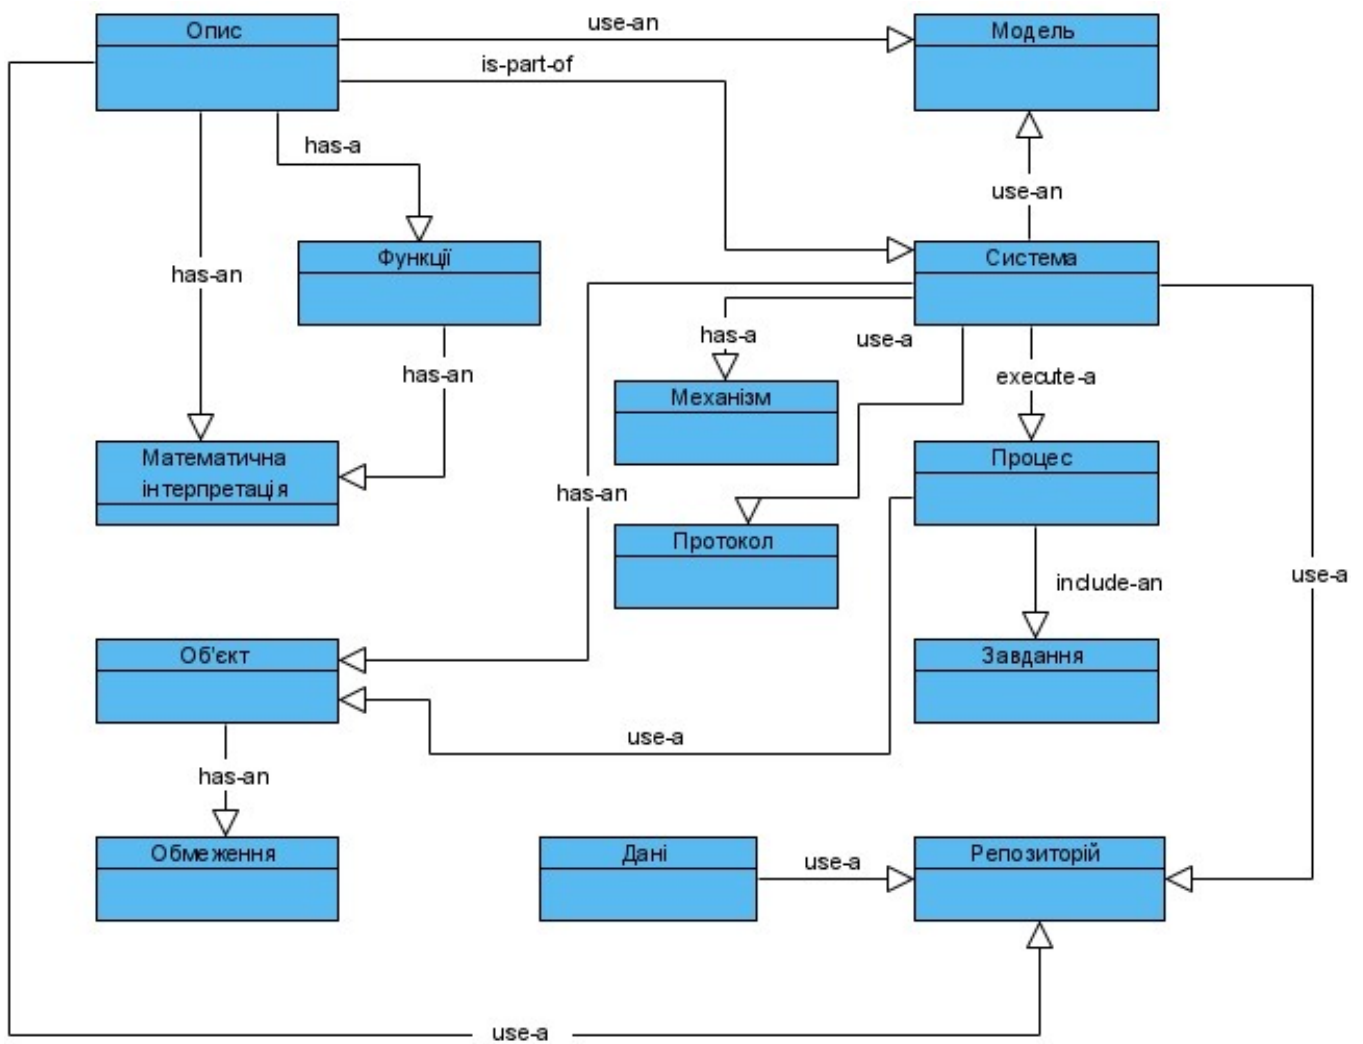 Опис
use-an
Модель
is-part-of
has-a
use-an
has-an
Функції
Система
has-a
use-a
has-an
execute-a
Механізм
Математична
інтерпретація
Процес
has-an
Протокол
use-a
include-an
Об'єкт
Завдання
use-a
has-an
Обмеження
Дані
use-a
Репозиторій
use-a